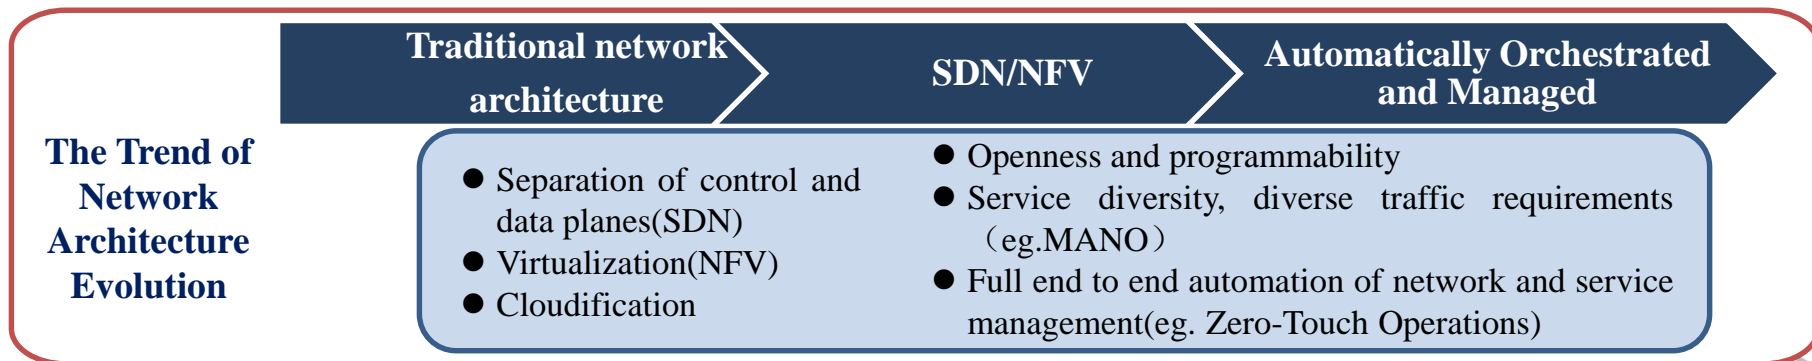 Traditional network
architecture
SDN/NFV
Automatically Orchestrated
and Managed
The Trend of
Network
Architecture
Evolution
● Separation of control and
data planes(SDN)
● Virtualization(NFV)
● Cloudification
● Openness and programmability
● Service diversity, diverse traffic requirements
（eg.MANO）
● Full end to end automation of network and service
management(eg. Zero-Touch Operations)